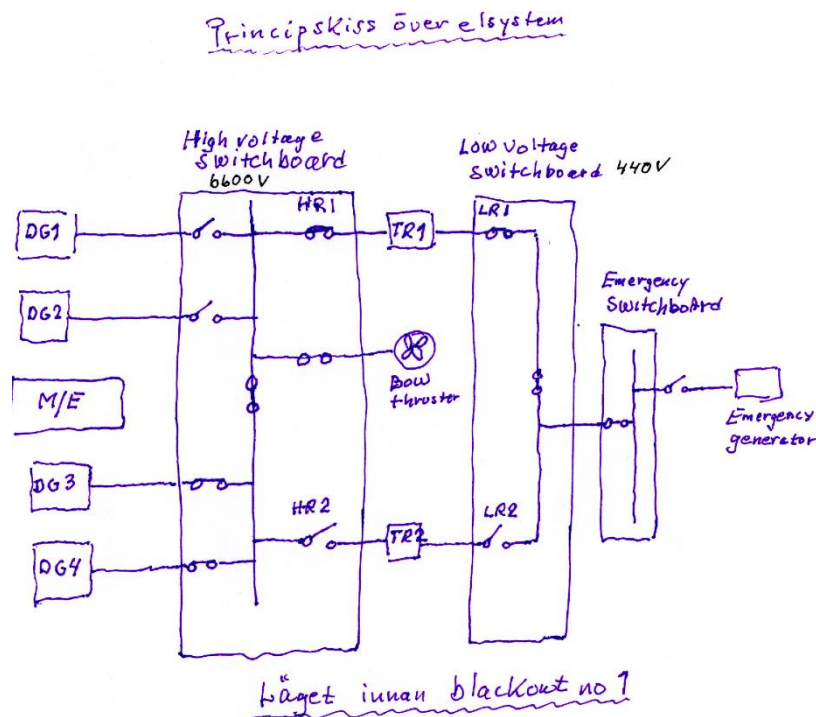 Principskiss över elsystem
High voltage
switchboard
6600V
Low voltage
switchboard 440V
HR1
LR1
DG1
TR1
Emergency
Switchboard
DG2
Bow
thruster
M/E
Emergency
generator
DG3
HR2
LR2
TR2
DG4
Läget innan blackout no 1